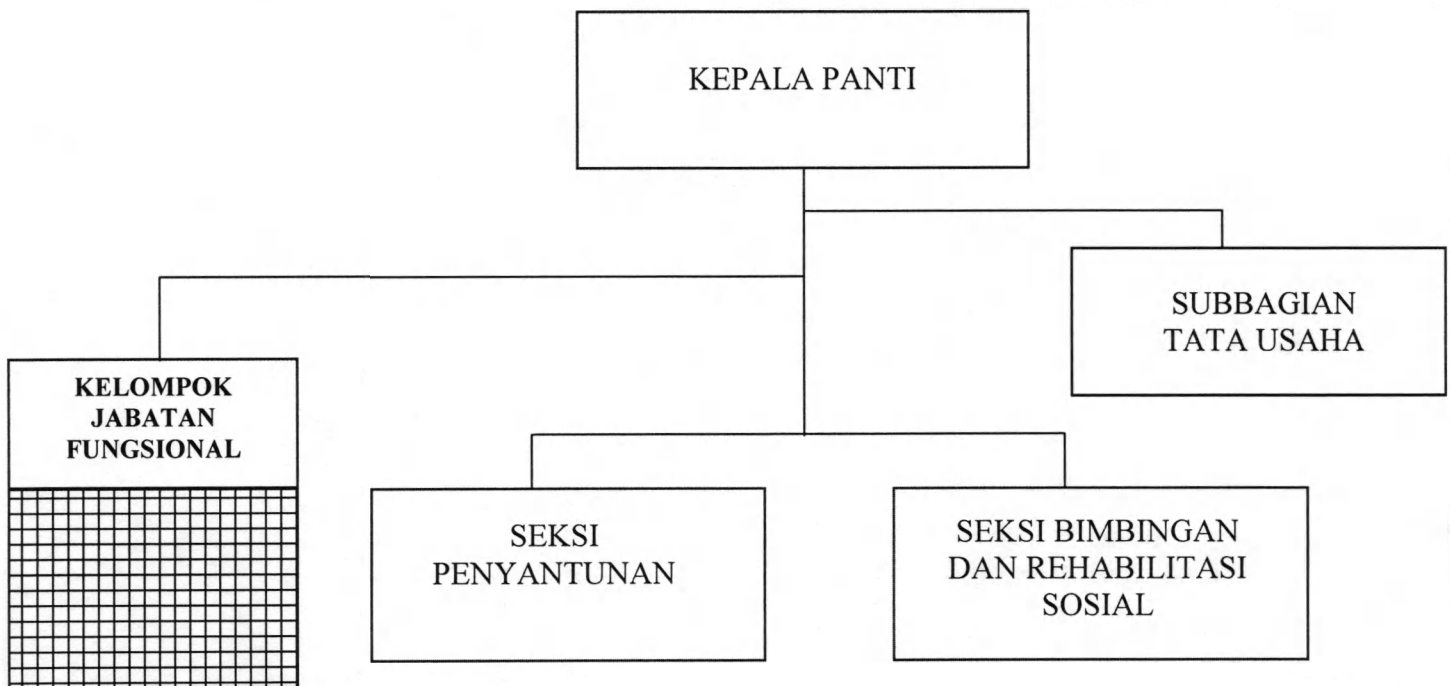 KEPALA PANTI
SUBBAGIAN
TATA USAHA
KELOMPOK
JABATAN
FUNGSIONAL
SEKSI
PENYANTUNAN
SEKSI BIMBINGAN
DAN REHABILITASI
SOSIAL